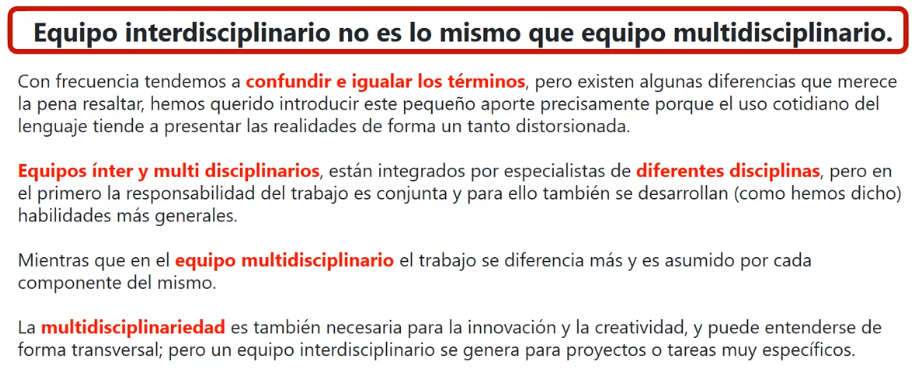 Equipo interdisciplinario no es lo mismo que equipo multidisciplinario.
Con frecuencia tendemos a confundir e igualar los términos, pero existen algunas diferencias que merece
la pena resaltar, hemos querido introducir este pequeño aporte precisamente porque el uso cotidiano del
lenguaje tiende a presentar las realidades de forma un tanto distorsionada.
Equipos ínter y multi disciplinarios, están integrados por especialistas de diferentes disciplinas, pero en
el primero la responsabilidad del trabajo es conjunta y para ello también se desarrollan (como hemos dicho)
habilidades más generales.
Mientras que en el equipo multidisciplinario el trabajo se diferencia más y es asumido por cada
componente del mismo.
La multidisciplinariedad es también necesaria para la innovación y la creatividad, y puede entenderse de
forma transversal; pero un equipo interdisciplinario se genera para proyectos o tareas muy específicos.